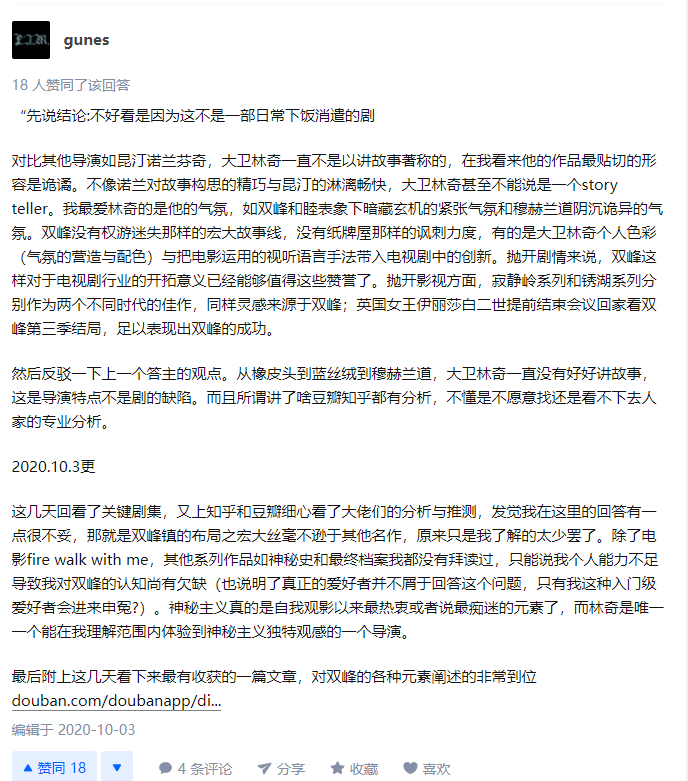 L.I.M.
gunes
18 人赞同了该回答
“先说结论:不好看是因为这不是一部日常下饭消遣的剧
对比其他导演如昆汀诺兰芬奇，大卫林奇一直不是以讲故事著称的，在我看来他的作品最贴切的形
容是诡谲。不像诺兰对故事构思的精巧与昆汀的淋漓畅快，大卫林奇甚至不能说是一个story
teller。我最爱林奇的是他的气氛，如双峰和睦表象下暗藏玄机的紧张气氛和穆赫兰道阴沉诡异的气
氛。双峰没有权游迷失那样的宏大故事线，没有纸牌屋那样的讽刺力度，有的是大卫林奇个人色彩
（气氛的营造与配色）与把电影运用的视听语言手法带入电视剧中的创新。抛开剧情来说，双峰这
样对于电视剧行业的开拓意义已经能够值得这些赞誉了。抛开影视方面，寂静岭系列和锈湖系列分
别作为两个不同时代的佳作，同样灵感来源于双峰；英国女王伊丽莎白二世提前结束会议回家看双
峰第三季结局，足以表现出双峰的成功。
然后反驳一下上一个答主的观点。从橡皮头到蓝丝绒到穆赫兰道，大卫林奇一直没有好好讲故事，
这是导演特点不是剧的缺陷。而且所谓讲了啥豆瓣知乎都有分析，不懂是不愿意找还是看不下去人
家的专业分析。
2020.10.3更
这几天回看了关键剧集，又上知乎和豆瓣细心看了大佬们的分析与推测，发觉我在这里的回答有一
点很不妥，那就是双峰镇的布局之宏大丝毫不逊于其他名作，原来只是我了解的太少罢了。除了电
影fire walk with me，其他系列作品如神秘史和最终档案我都没有拜读过，只能说我个人能力不足
导致我对双峰的认知尚有欠缺（也说明了真正的爱好者并不屑于回答这个问题，只有我这种入门级
爱好者会进来申冤?）。神秘主义真的是自我观影以来最热衷或者说最痴迷的元素了，而林奇是唯一
一个能在我理解范围内体验到神秘主义独特观感的一个导演。
最后附上这几天看下来最有收获的一篇文章，对双峰的各种元素阐述的非常到位
douban.com/doubanapp/di...
编辑于 2020-10-03
赞同 18 4 条评论 分享 收藏 喜欢